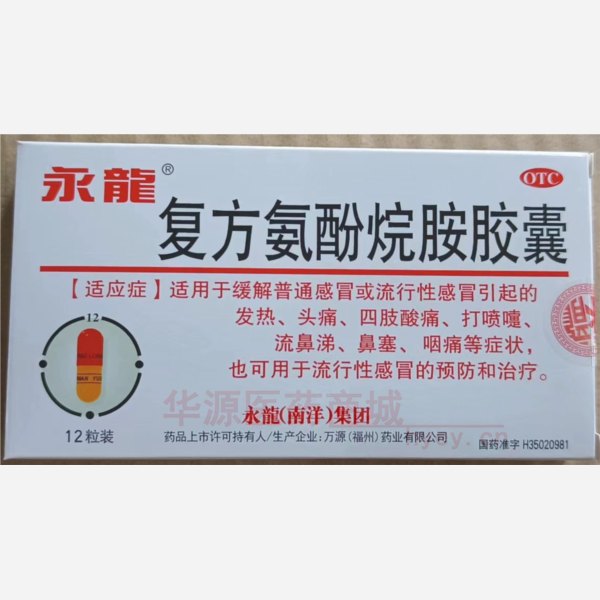 永龍®
OTC
复方氨酚烷胺胶囊
【适应症】适用于缓解普通感冒或流行性感冒引起的
发热、头痛、四肢酸痛、打喷嚏、
流鼻涕、鼻塞、咽痛等症状,
也可用于流行性感冒的预防和治疗。
12
12粒装
华源医药商城
hyey.cn
永龍(南洋)集团
药品上市许可持有人/生产企业:万源(福州)药业有限公司
国药准字 H35020981